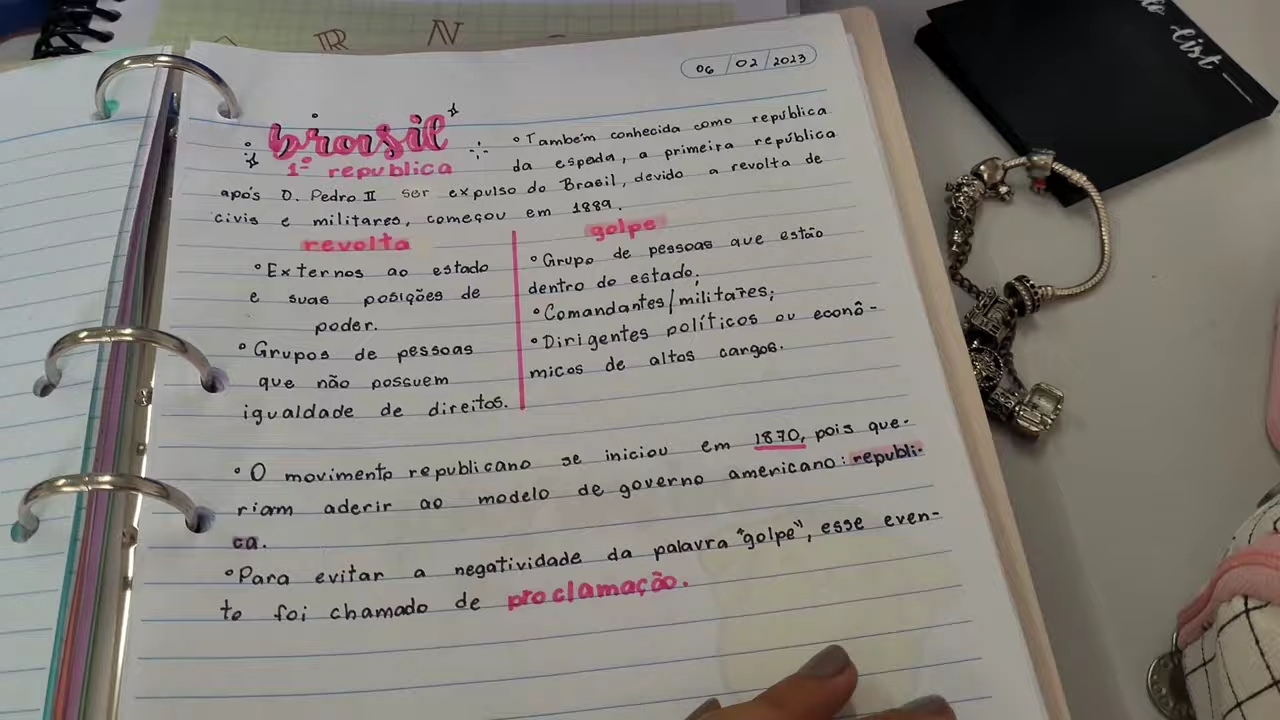 R N
06 / 02 / 2023
brasil
1ª republica
° Também conhecida como república
da espada, a primeira república
após D. Pedro II ser expulso do Brasil, devido a revolta de
civis e militares, começou em 1889.
revolta
° Externos ao estado
e suas posições de
poder.
° Grupos de pessoas
que não possuem
igualdade de direitos.
golpe
° Grupo de pessoas que estão
dentro do estado;
° Comandantes/militares;
° Dirigentes políticos ou econô-
micos de altos cargos.
° O movimento republicano se iniciou em 1870, pois que-
riam aderir ao modelo de governo americano: republi-
ca.
° Para evitar a negatividade da palavra "golpe", esse even-
to foi chamado de proclamação.
list